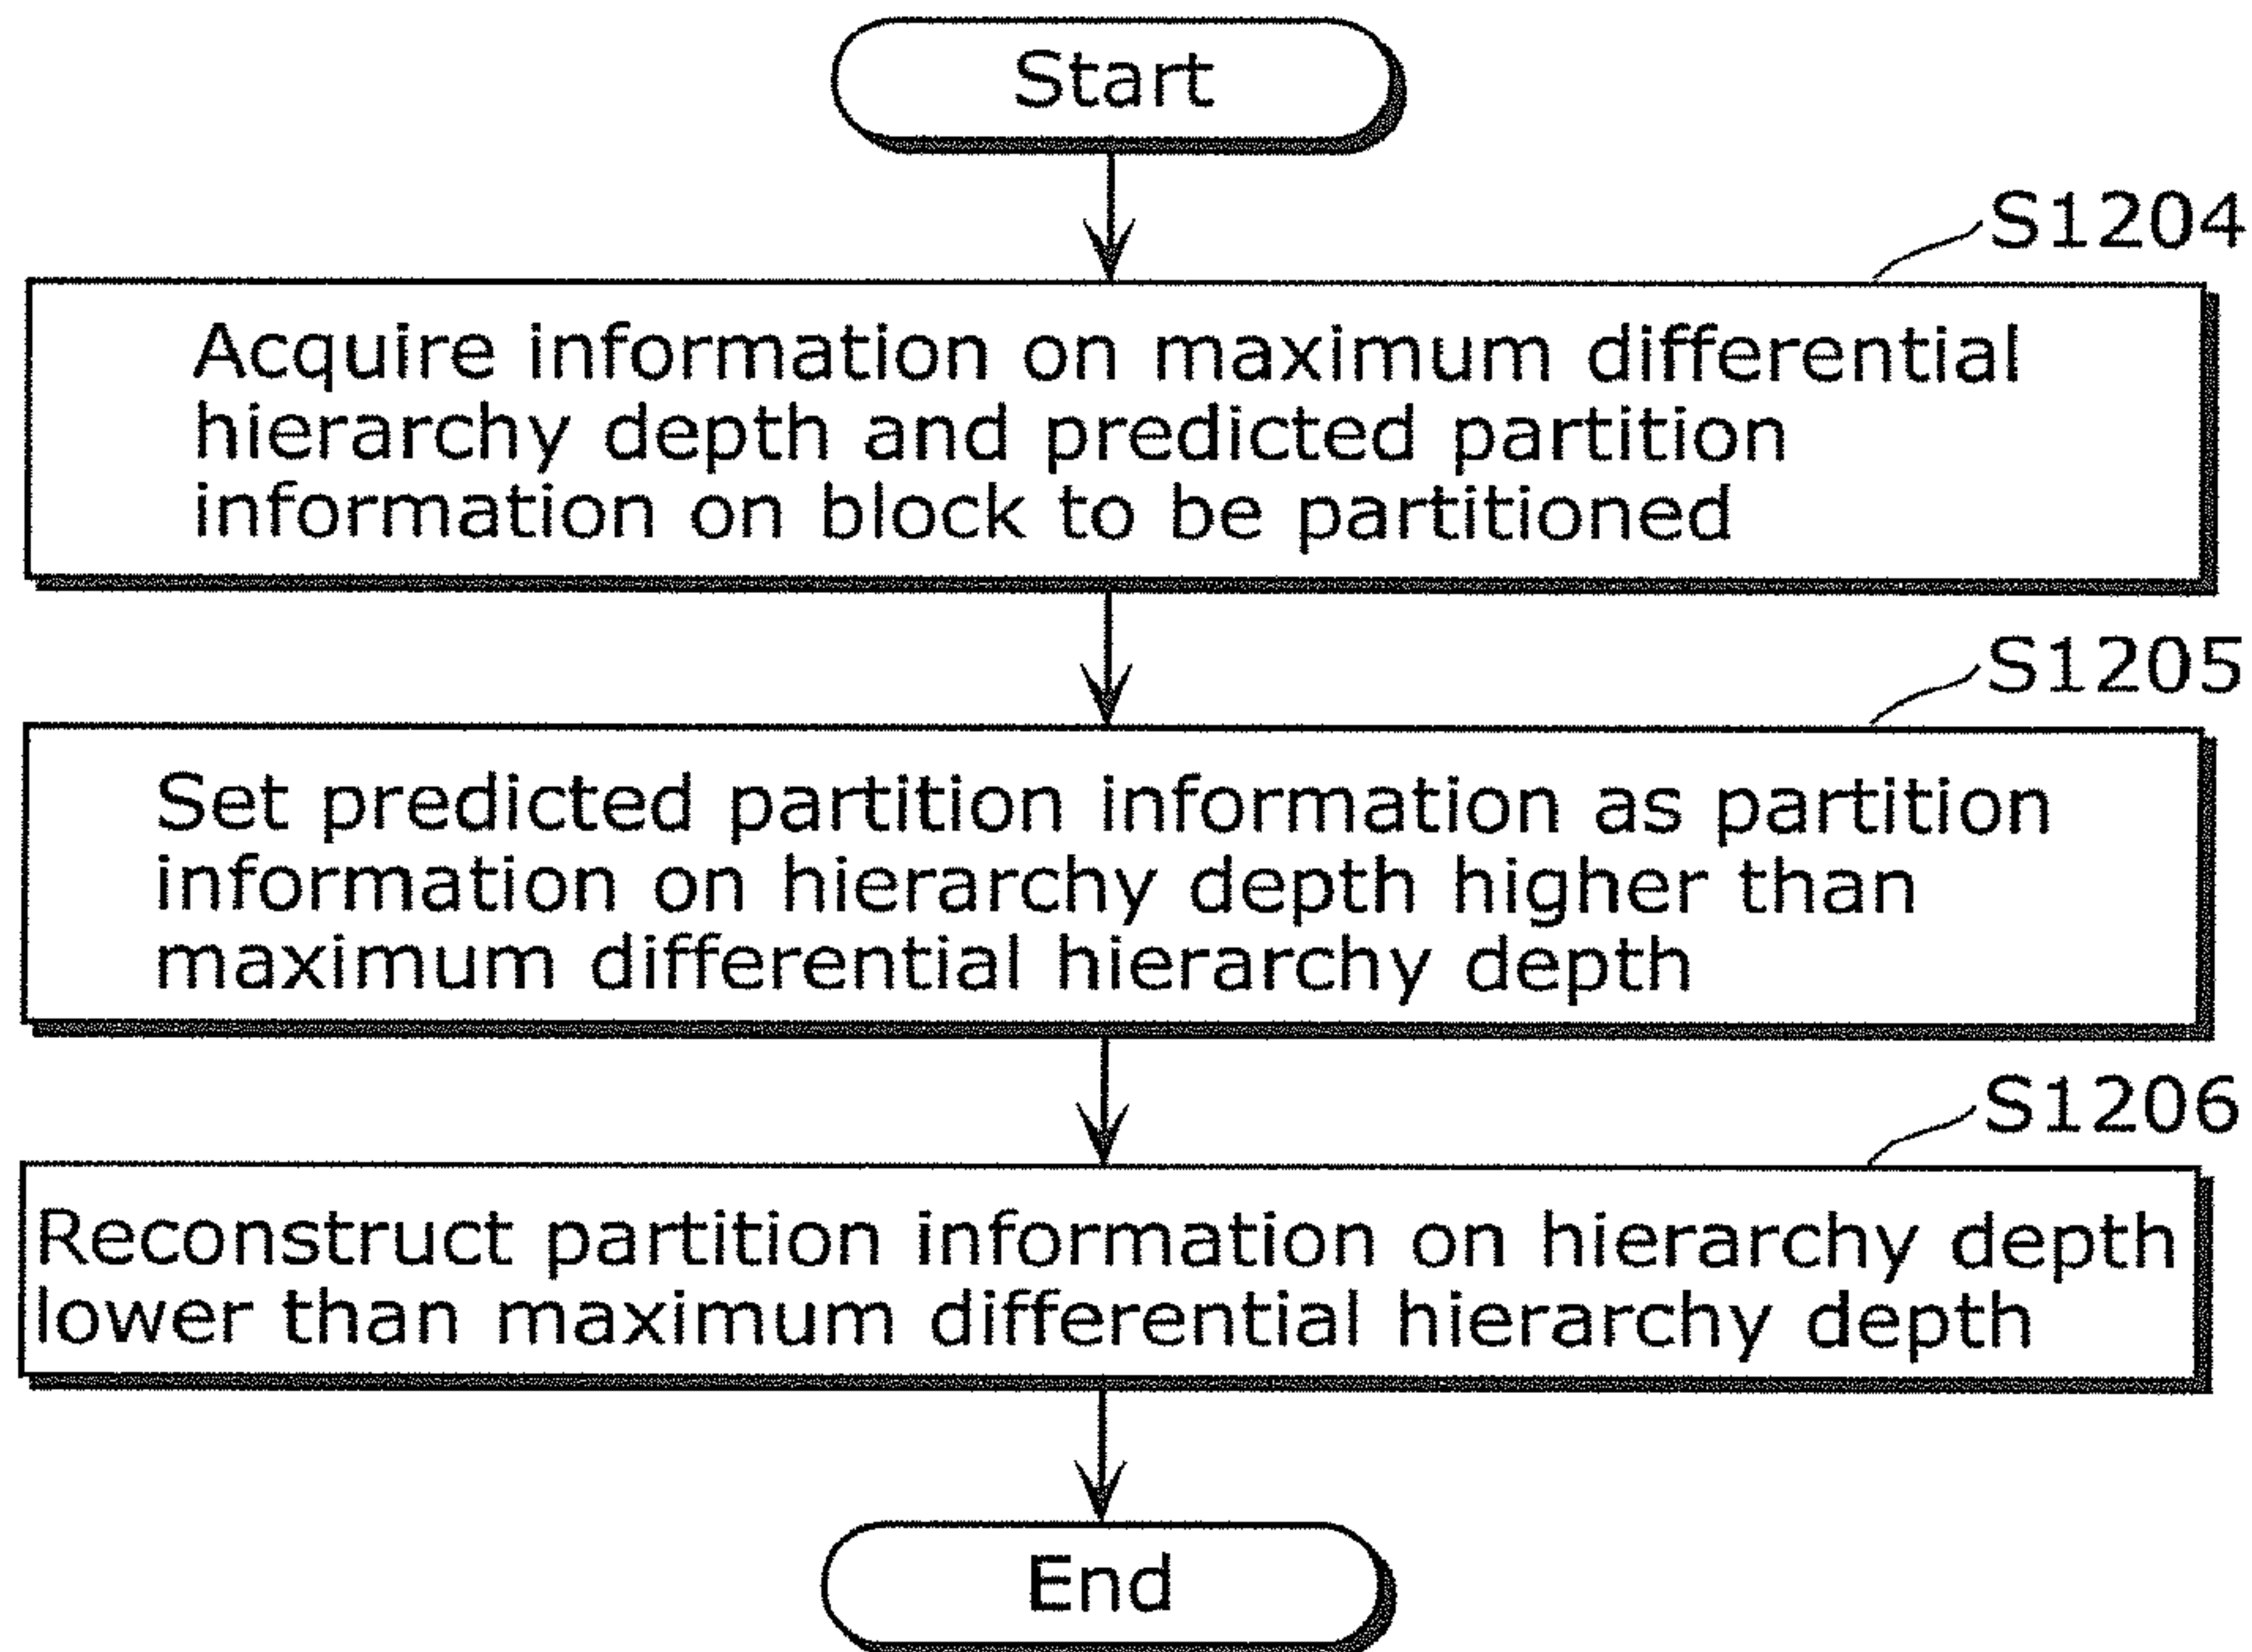 Start
S1204
Acquire information on maximum differential
hierarchy depth and predicted partition
information on block to be partitioned
S1205
Set predicted partition information as partition
information on hierarchy depth higher than
maximum differential hierarchy depth
S1206
Reconstruct partition information on hierarchy depth
lower than maximum differential hierarchy depth
End